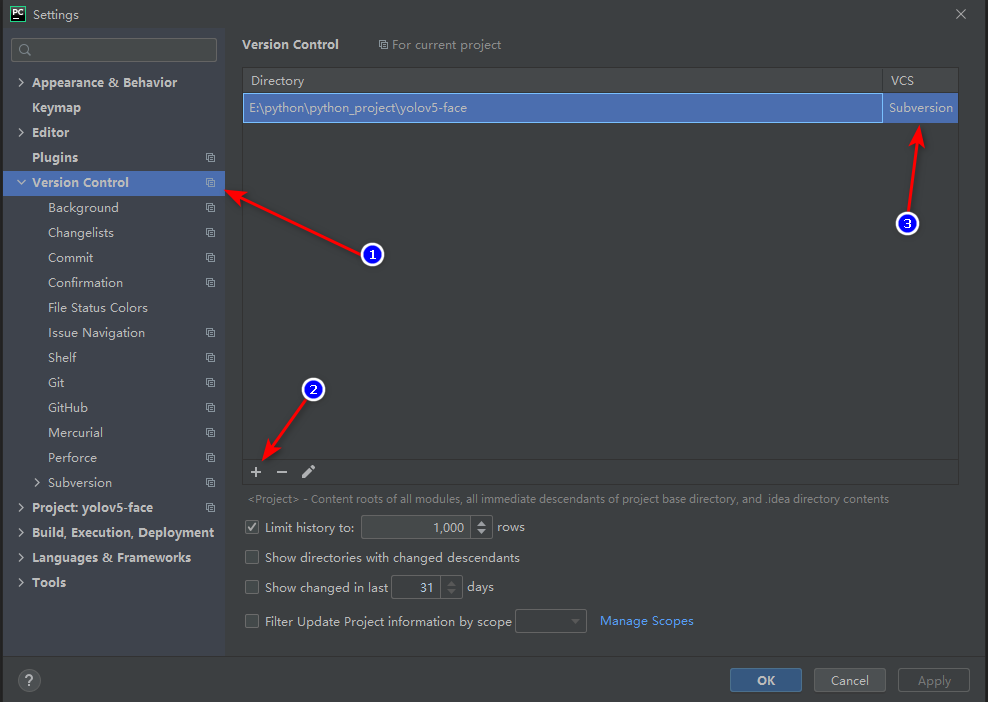 PC Settings
Version Control For current project
Appearance & Behavior
Keymap
Editor
Plugins
Version Control
Background
Changelists
Commit
Confirmation
File Status Colors
Issue Navigation
Shelf
Git
GitHub
Mercurial
Perforce
Subversion
Project: yolov5-face
Build, Execution, Deployment
Languages & Frameworks
Tools
Directory VCS
E:\python\python_project\yolov5-face Subversion
1
2
3
<Project> - Content roots of all modules, all immediate descendants of project base directory, and .idea directory contents
Limit history to: 1,000 rows
Show directories with changed descendants
Show changed in last 31 days
Filter Update Project information by scope Manage Scopes
? OK Cancel Apply